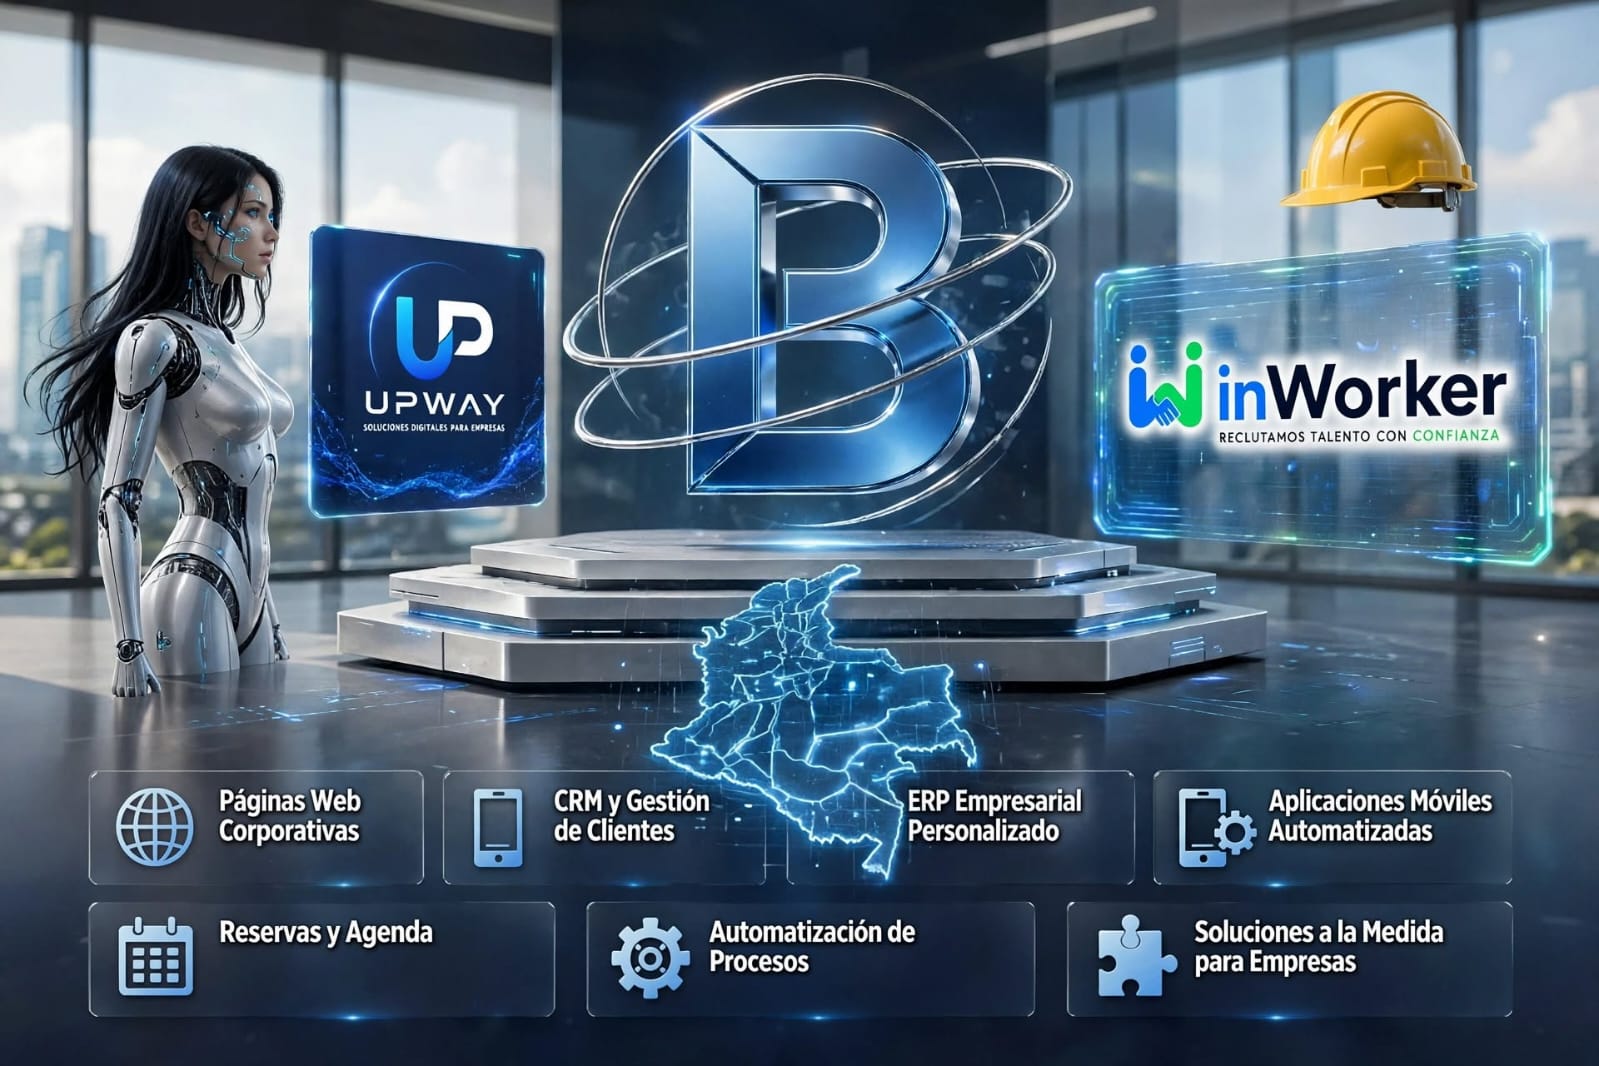 UP
UPWAY
SOLUCIONES DIGITALES PARA EMPRESAS
B
inWorker
RECLUTAMOS TALENTO CON CONFIANZA
Páginas Web
Corporativas
CRM y Gestión
de Clientes
ERP Empresarial
Personalizado
Aplicaciones Móviles
Automatizadas
Reservas y Agenda
Automatización de
Procesos
Soluciones a la Medida
para Empresas